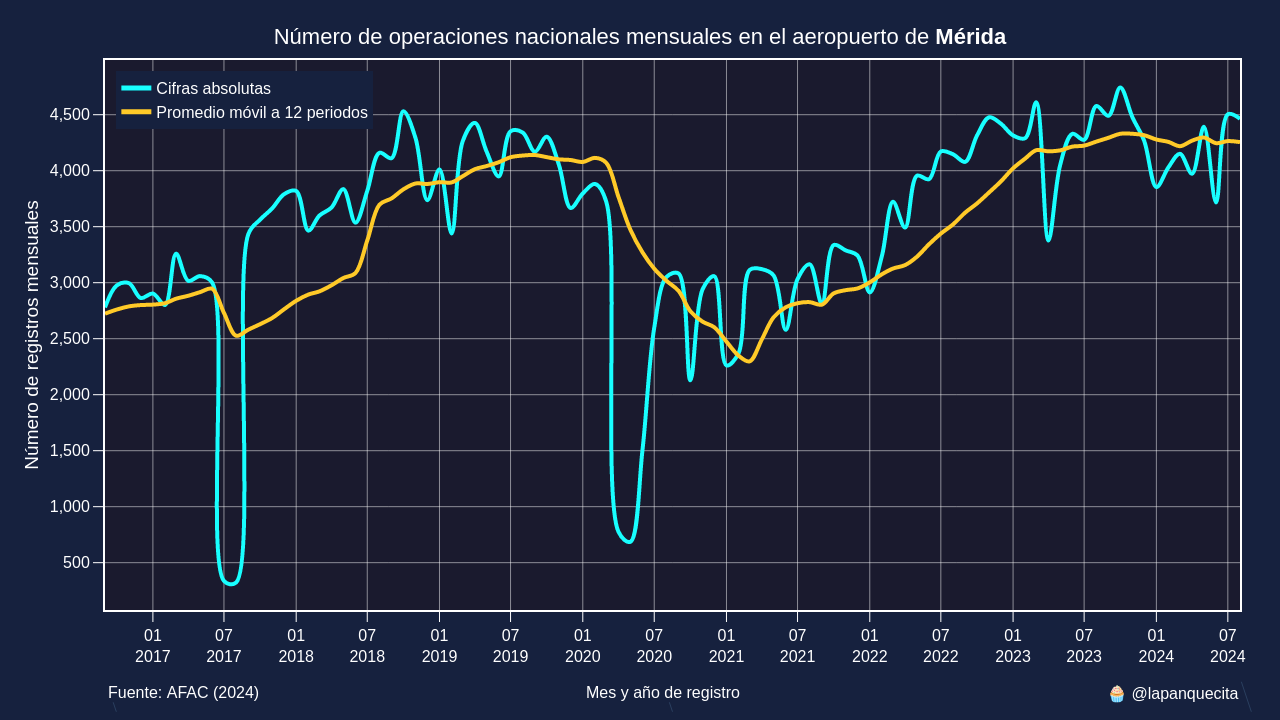 Número de operaciones nacionales mensuales en el aeropuerto de Mérida
Cifras absolutas
Promedio móvil a 12 periodos
Número de registros mensuales
4,500
4,000
3,500
3,000
2,500
2,000
1,500
1,000
500
01 07 01 07 01 07 01 07 01 07 01 07 01 07 01 07
2017 2017 2018 2018 2019 2019 2020 2020 2021 2021 2022 2022 2023 2023 2024 2024
Fuente: AFAC (2024)
Mes y año de registro
🧁 @lapanquecita